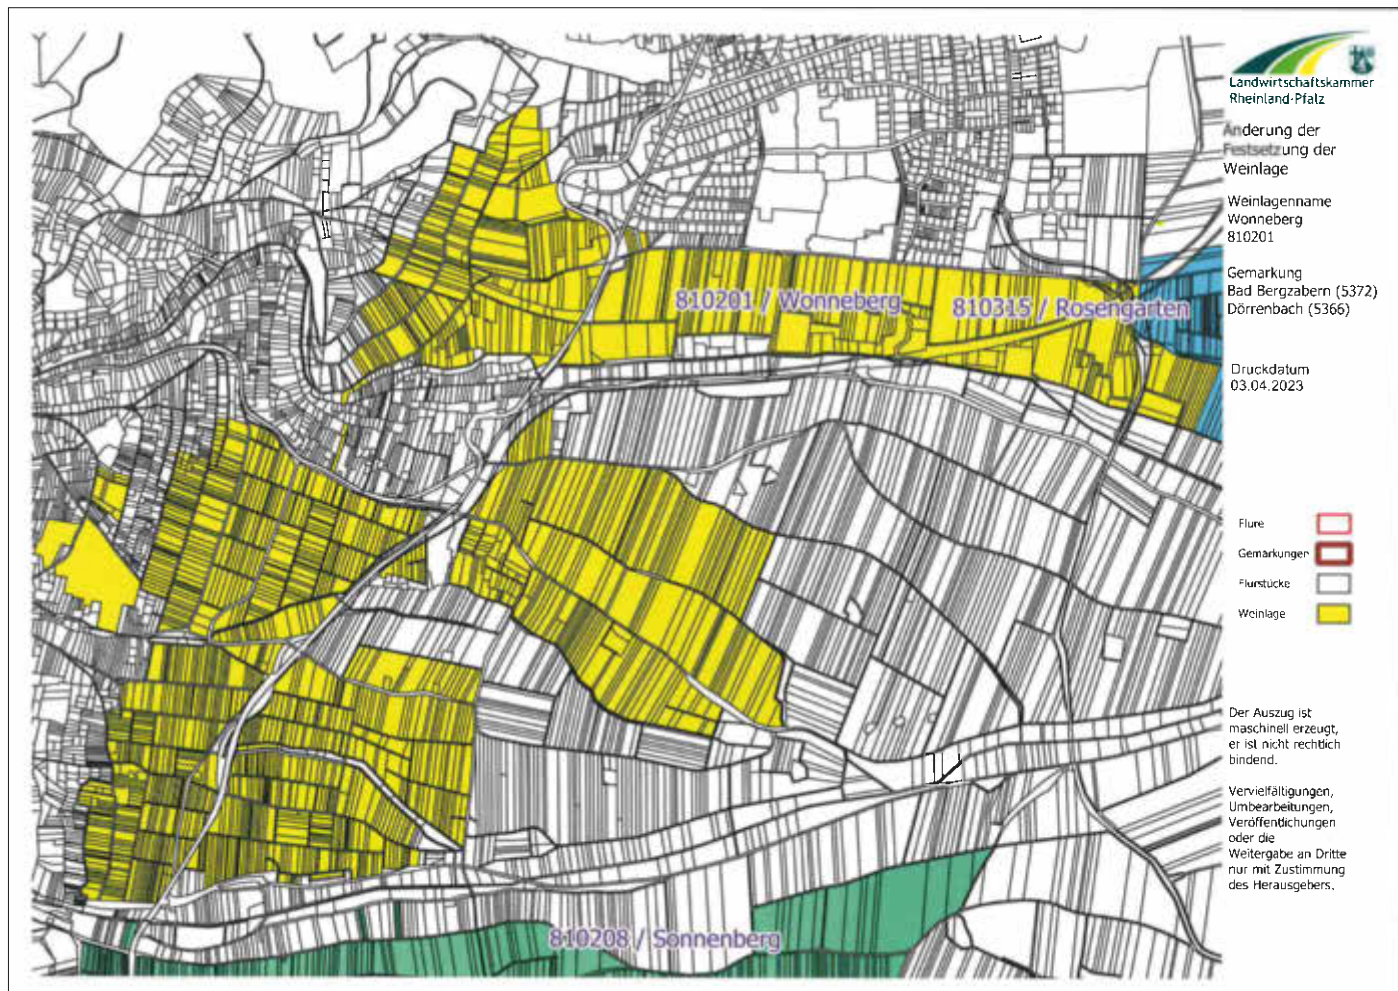 Landwirtschaftskammer
Rheinland-Pfalz
Änderung der
Festsetzung der
Weinlage
Weinlagenname
Wonneberg
810201
Gemarkung
Bad Bergzabern (5372)
Dörrenbach (5366)
Druckdatum
03.04.2023
810201 / Wonneberg
810315 / Rosengarten
Flure
Gemarkunger
Flurstücke
Weinlage
Der Auszug ist
maschinell erzeugt,
er ist nicht rechtlich
bindend.
Vervielfältigungen,
Umbearbeitungen,
Veröffentlichungen
oder die
Weitergabe an Dritte
nur mit Zustimmung
des Herausgebers.
810208 / Sonnenberg